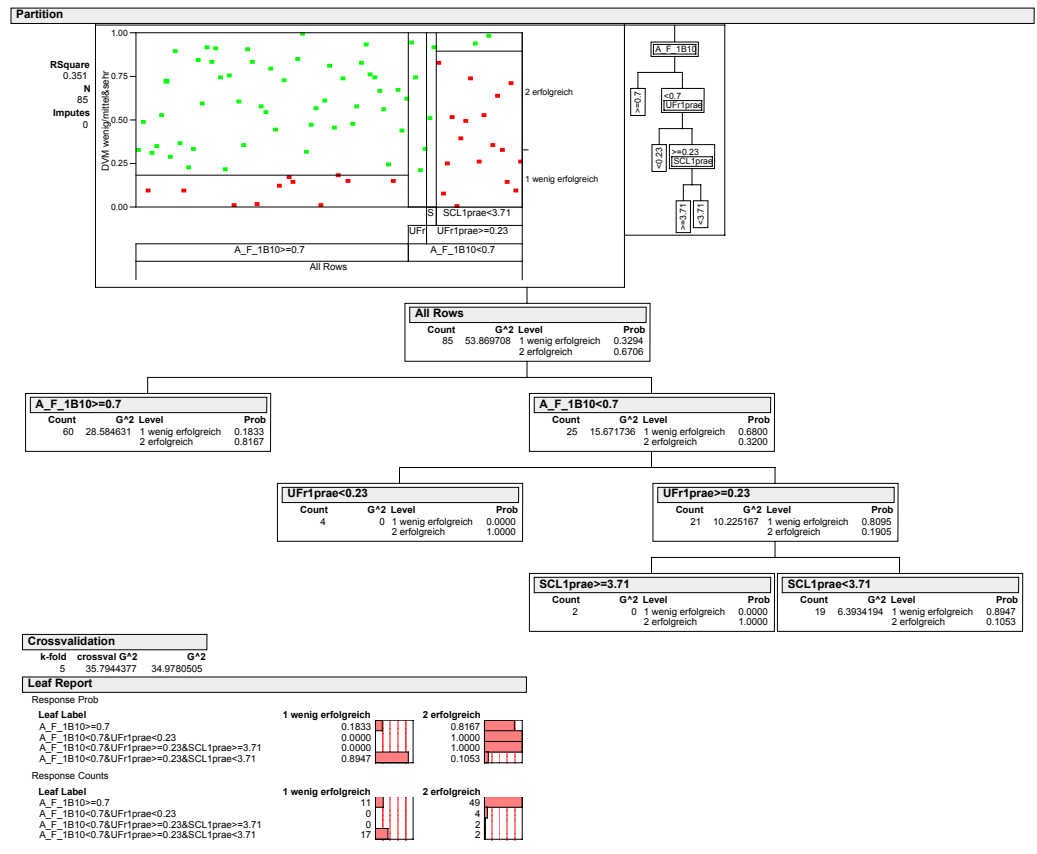 Partition
RSquare
0.351
N
85
Imputes
0
DVM wenig/mittel&sehr
1.00
0.75
0.50
0.25
0.00
2 erfolgreich
1 wenig erfolgreich
S SCL1prae<3.71
UFr UFr1prae>=0.23
A_F_1B10>=0.7 A_F_1B10<0.7
All Rows
A_F_1B10
>=0.7
<0.7
UFr1prae
<0.23
>=0.23
SCL1prae
>=3.71
<3.71
All Rows
Count G^2 Level Prob
85 53.869708 1 wenig erfolgreich 0.3294
2 erfolgreich 0.6706
A_F_1B10>=0.7
Count G^2 Level Prob
60 28.584631 1 wenig erfolgreich 0.1833
2 erfolgreich 0.8167
A_F_1B10<0.7
Count G^2 Level Prob
25 15.671736 1 wenig erfolgreich 0.6800
2 erfolgreich 0.3200
UFr1prae<0.23
Count G^2 Level Prob
4 0 1 wenig erfolgreich 0.0000
2 erfolgreich 1.0000
UFr1prae>=0.23
Count G^2 Level Prob
21 10.225167 1 wenig erfolgreich 0.8095
2 erfolgreich 0.1905
SCL1prae>=3.71
Count G^2 Level Prob
2 0 1 wenig erfolgreich 0.0000
2 erfolgreich 1.0000
SCL1prae<3.71
Count G^2 Level Prob
19 6.3934194 1 wenig erfolgreich 0.8947
2 erfolgreich 0.1053
Crossvalidation
k-fold crossval G^2 G^2
5 35.7944377 34.9780505
Leaf Report
Response Prob
Leaf Label 1 wenig erfolgreich 2 erfolgreich
A_F_1B10>=0.7 0.1833 0.8167
A_F_1B10<0.7&UFr1prae<0.23 0.0000 1.0000
A_F_1B10<0.7&UFr1prae>=0.23&SCL1prae>=3.71 0.0000 1.0000
A_F_1B10<0.7&UFr1prae>=0.23&SCL1prae<3.71 0.8947 0.1053
Response Counts
Leaf Label 1 wenig erfolgreich 2 erfolgreich
A_F_1B10>=0.7 11 49
A_F_1B10<0.7&UFr1prae<0.23 0 4
A_F_1B10<0.7&UFr1prae>=0.23&SCL1prae>=3.71 0 2
A_F_1B10<0.7&UFr1prae>=0.23&SCL1prae<3.71 17 2